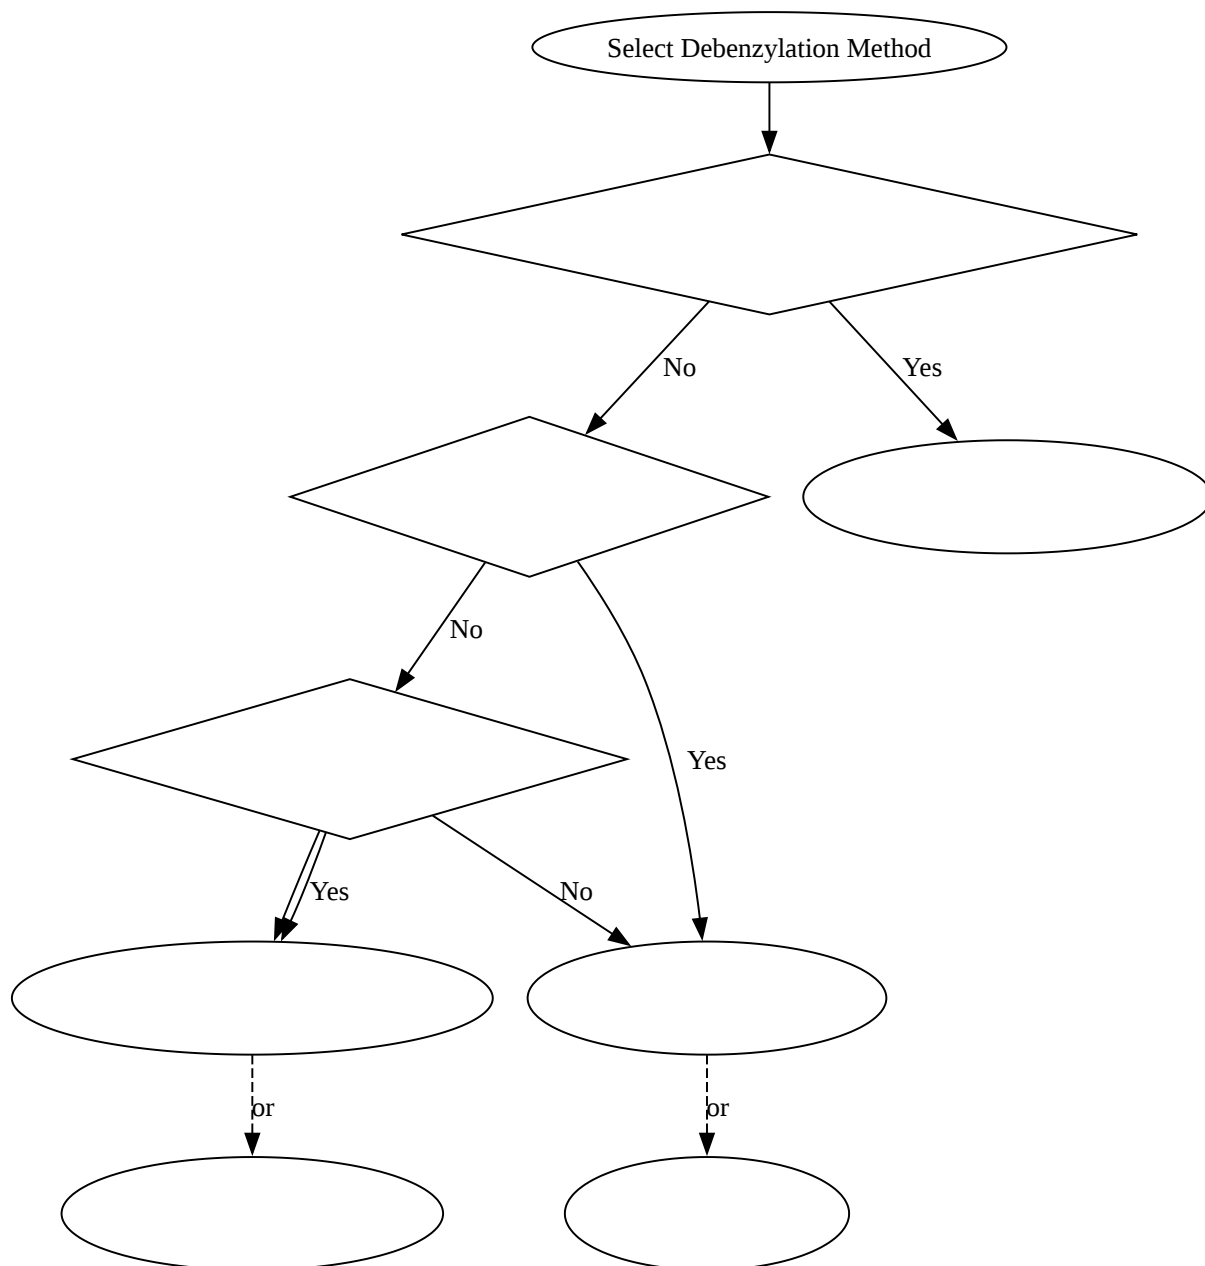 Select Debenzylation Method
No
Yes
No
Yes
Yes
No
or
or